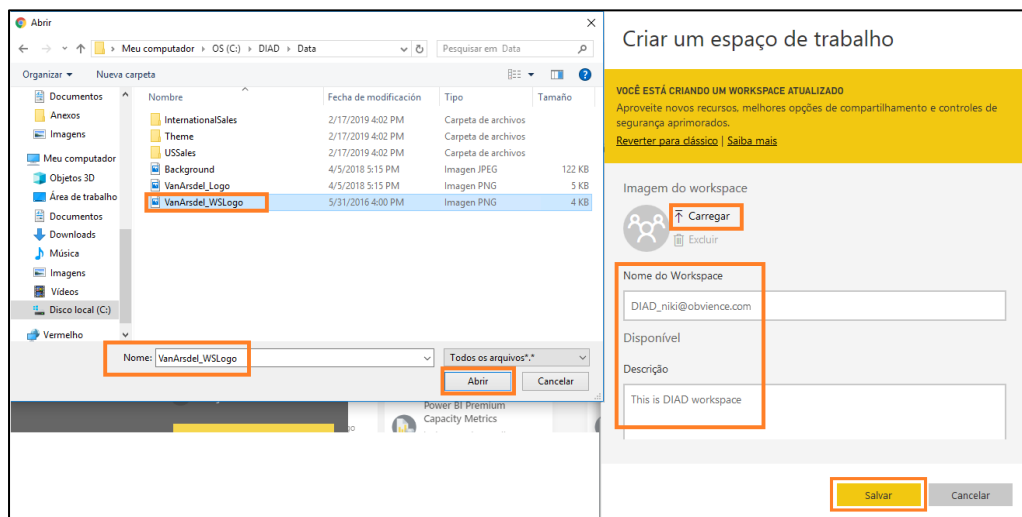 Abrir
Meu computador > OS (C:) > DIAD > Data
Pesquisar em Data
Organizar
Nueva carpeta
Documentos
Anexos
Imagens
Meu computador
Objetos 3D
Área de trabalho
Documentos
Downloads
Música
Imagens
Vídeos
Disco local (C:)
Vermelho
Nombre Fecha de modificación Tipo Tamaño
InternationalSales 2/17/2019 4:02 PM Carpeta de archivos
Theme 2/17/2019 4:02 PM Carpeta de archivos
USSales 2/17/2019 4:02 PM Carpeta de archivos
Background 4/5/2018 5:15 PM Imagen JPEG 122 KB
VanArsdel_Logo 4/5/2018 5:15 PM Imagen PNG 5 KB
VanArsdel_WSLogo 5/31/2016 4:00 PM Imagen PNG 4 KB
Nome: VanArsdel_WSLogo
Todos os arquivos*.*
Abrir Cancelar
Power BI Premium
Capacity Metrics
Criar um espaço de trabalho
VOCÊ ESTÁ CRIANDO UM WORKSPACE ATUALIZADO
Aproveite novos recursos, melhores opções de compartilhamento e controles de
segurança aprimorados.
Reverter para clássico | Saiba mais
Imagem do workspace
Carregar
Excluir
Nome do Workspace
DIAD_niki@obvience.com
Disponível
Descrição
This is DIAD workspace
Salvar Cancelar